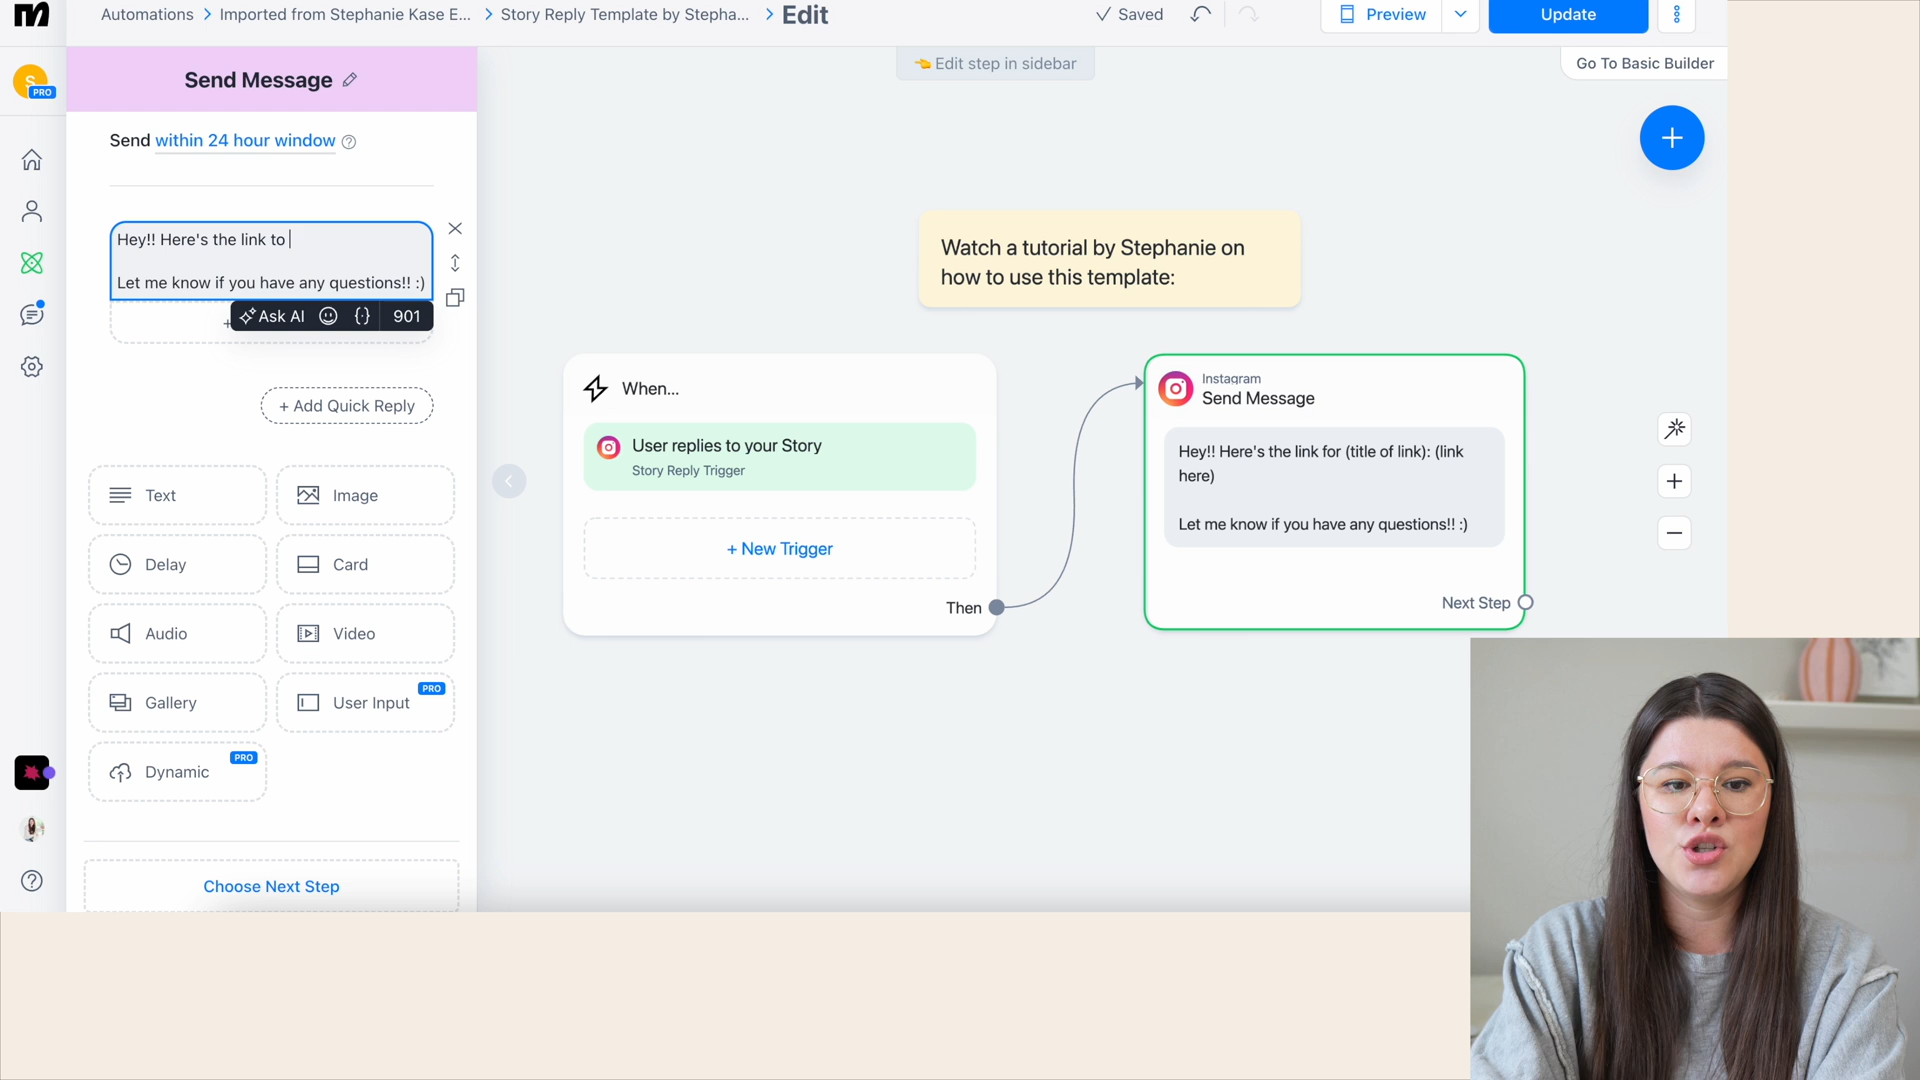 Automations > Imported from Stephanie Kase E... > Story Reply Template by Stepha... > Edit
Saved
Preview
Update
S
PRO
Send Message
👈 Edit step in sidebar
Go To Basic Builder
Send within 24 hour window
Hey!! Here's the link to
Let me know if you have any questions!! :)
Ask AI
901
+ Add Quick Reply
Text
Image
Delay
Card
Audio
Video
Gallery
User Input
PRO
Dynamic
PRO
Choose Next Step
Watch a tutorial by Stephanie on
how to use this template:
When...
User replies to your Story
Story Reply Trigger
+ New Trigger
Then
Instagram
Send Message
Hey!! Here's the link for (title of link): (link
here)
Let me know if you have any questions!! :)
Next Step